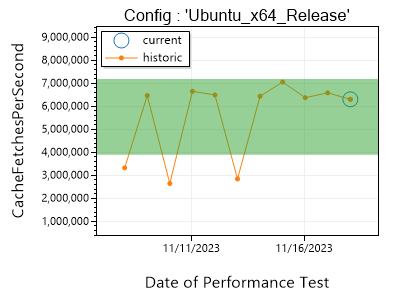 Config : 'Ubuntu_x64_Release'
9,000,000
8,000,000
7,000,000
6,000,000
5,000,000
4,000,000
3,000,000
2,000,000
1,000,000
CacheFetchesPerSecond
current
historic
11/11/2023
11/16/2023
Date of Performance Test